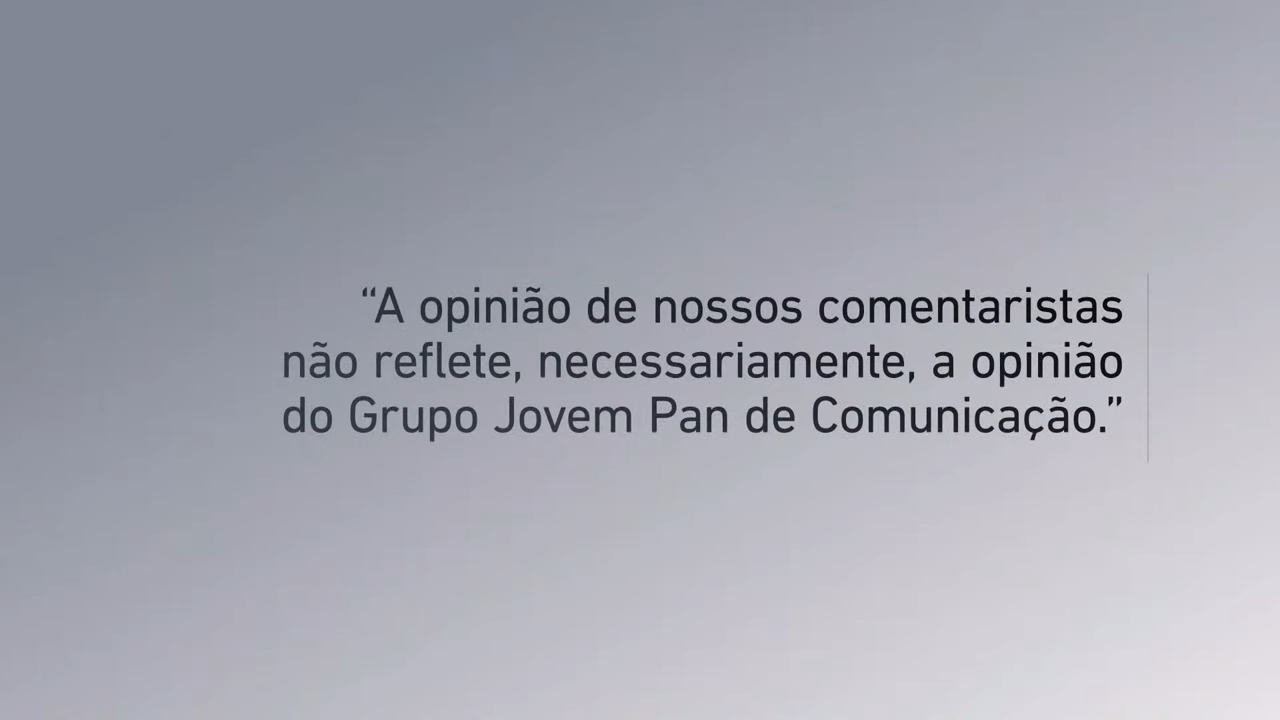 “A opinião de nossos comentaristas
não reflete, necessariamente, a opinião
do Grupo Jovem Pan de Comunicação.”